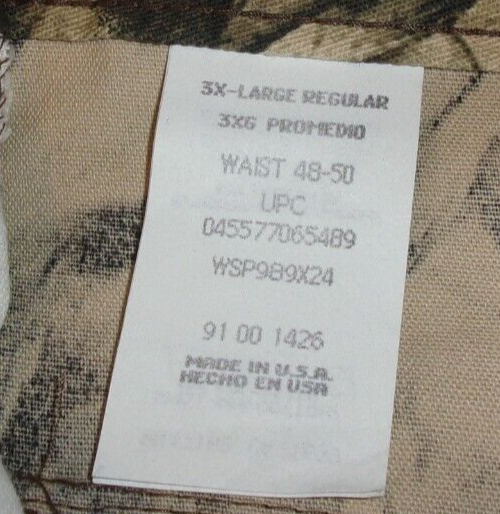 3X-LARGE REGULAR
3XG PROMEDIO
WAIST 48-50
UPC
045577065489
WSP989X24
91 00 1426
MADE IN U.S.A.
HECHO EN USA